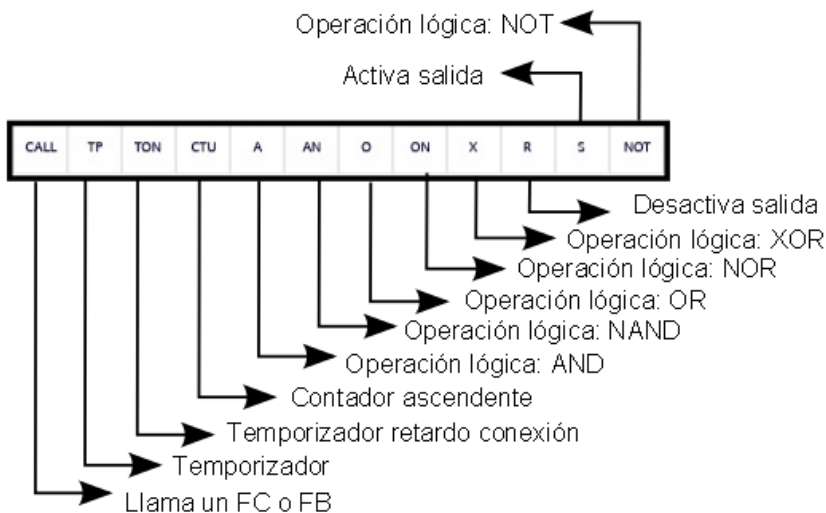 Operación lógica: NOT
Activa salida
CALL TP TON CTU A AN O ON X R S NOT
Desactiva salida
Operación lógica: XOR
Operación lógica: NOR
Operación lógica: OR
Operación lógica: NAND
Operación lógica: AND
Contador ascendente
Temporizador retardo conexión
Temporizador
Llama un FC o FB